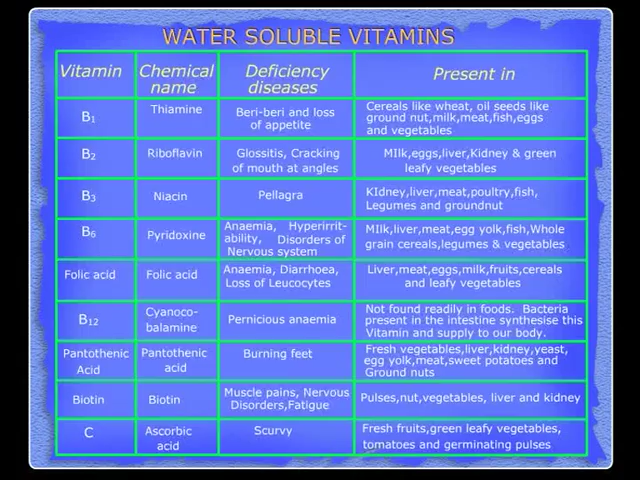 WATER SOLUBLE VITAMINS
Vitamin Chemical name Deficiency diseases Present in
B1 Thiamine Beri-beri and loss of appetite Cereals like wheat, oil seeds like ground nut,milk,meat,fish,eggs and vegetables
B2 Riboflavin Glossitis, Cracking of mouth at angles MIlk,eggs,liver,Kidney & green leafy vegetables
B3 Niacin Pellagra KIdney,liver,meat,poultry,fish, Legumes and groundnut
B6 Pyridoxine Anaemia, Hyperirrit-ability, Disorders of Nervous system MIlk,liver,meat,egg yolk,fish,Whole grain cereals,legumes & vegetables
Folic acid Folic acid Anaemia, Diarrhoea, Loss of Leucocytes Liver,meat,eggs,milk,fruits,cereals and leafy vegetables
B12 Cyanoco-balamine Pernicious anaemia Not found readily in foods. Bacteria present in the intestine synthesise this Vitamin and supply to our body.
Pantothenic Acid Pantothenic acid Burning feet Fresh vegetables,liver,kidney,yeast, egg yolk,meat,sweet potatoes and Ground nuts
Biotin Biotin Muscle pains, Nervous Disorders,Fatigue Pulses,nut,vegetables, liver and kidney
C Ascorbic acid Scurvy Fresh fruits,green leafy vegetables, tomatoes and germinating pulses